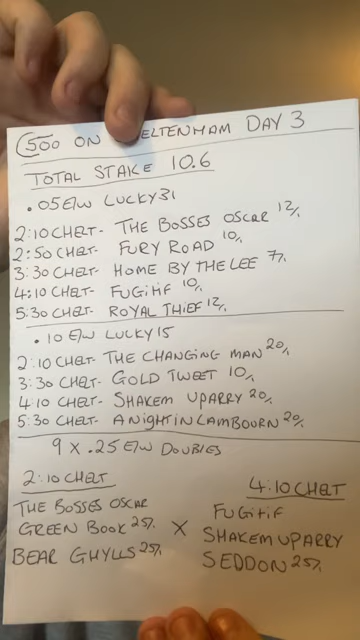 £500 ON CHELTENHAM DAY 3
TOTAL STAKE 10.6
.05 E/W LUCKY 31
2:10 CHELT- THE BOSSES OSCAR 12/1
2:50 CHELT- FURY ROAD 10/1
3:30 CHELT- HOME BY THE LEE 7/1
4:10 CHELT- FUGITIF 10/1
5:30 CHELT- ROYAL THIEF 12/1
.10 E/W LUCKY 15
2:10 CHELT- THE CHANGING MAN 20/1
3:30 CHELT- GOLD TWEET 10/1
4:10 CHELT- SHAKEM UPARRY 20/1
5:30 CHELT- A NIGHT IN LAMBOURN 20/1
9 X .25 E/W DOUBLES
2:10 CHELT
THE BOSSES OSCAR
GREEN BOOK 25/1
BEAR GHYLLS 25/1
X
4:10 CHELT
FUGITIF
SHAKEM UPARRY
SEDDON 25/1